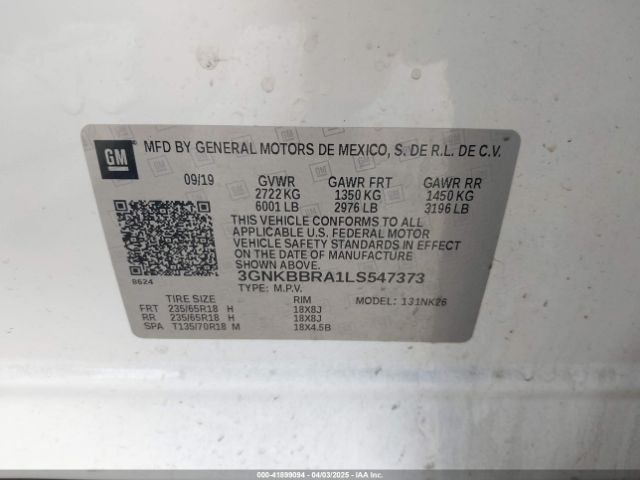 GM
MFD BY GENERAL MOTORS DE MEXICO, S. DE R.L. DE C.V.
09/19 GVWR GAWR FRT GAWR RR
2722 KG 1350 KG 1450 KG
6001 LB 2976 LB 3196 LB
THIS VEHICLE CONFORMS TO ALL
APPLICABLE U.S. FEDERAL MOTOR
VEHICLE SAFETY STANDARDS IN EFFECT
ON THE DATE OF MANUFACTURE
SHOWN ABOVE.
8624
3GNKBBRA1LS547373
TYPE: M.P.V. MODEL: 131NK26
TIRE SIZE RIM
FRT 235/65R18 H 18X8J
RR 235/65R18 H 18X8J
SPA T135/70R18 M 18X4.5B
000-41899094 | 04/03/2025 | IAA Inc.